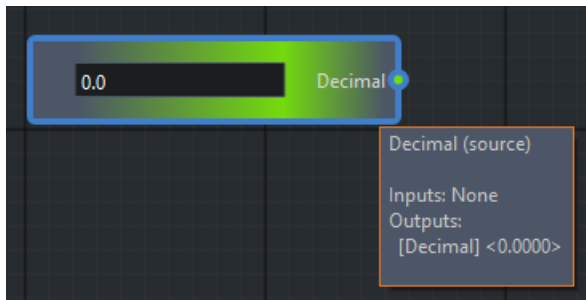 0.0
Decimal
Decimal (source)
Inputs: None
Outputs:
[Decimal] <0.0000>